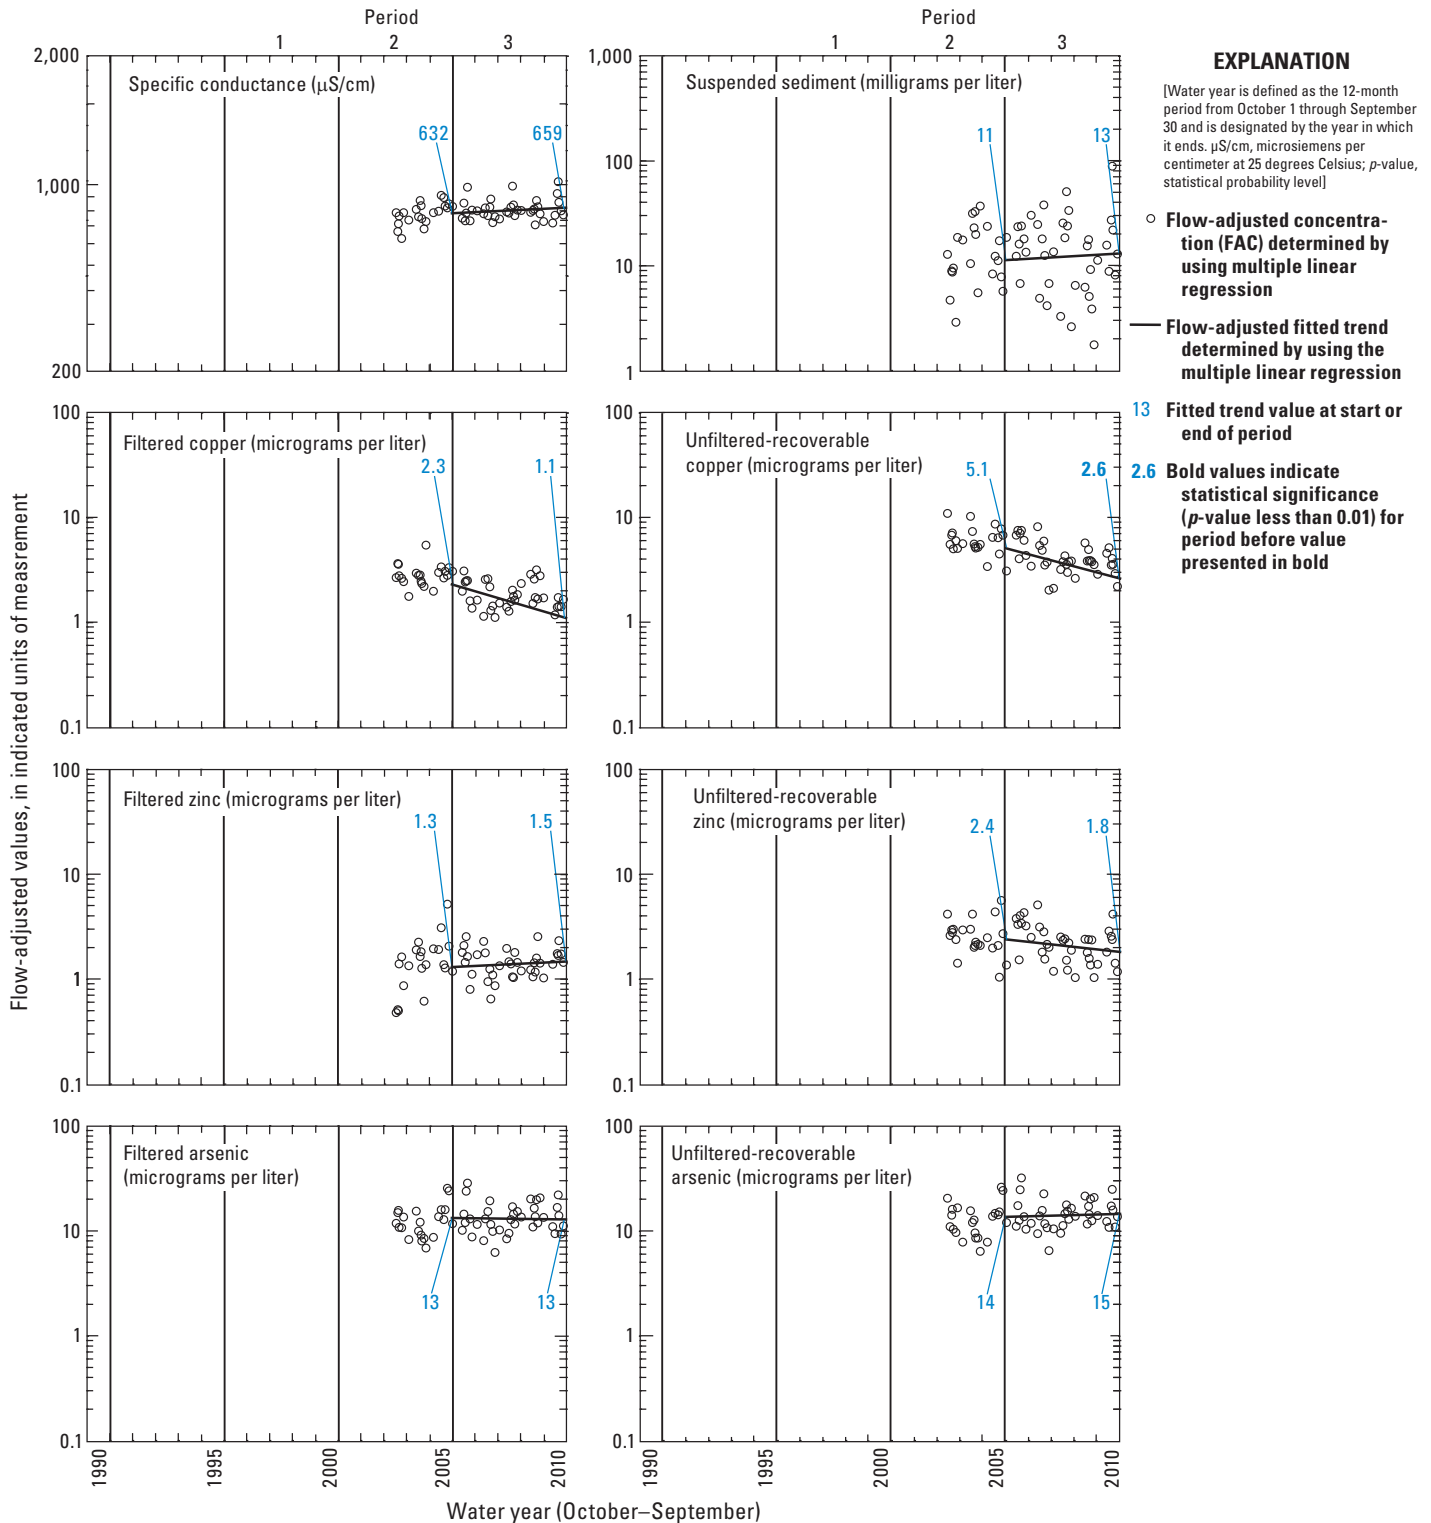 Period
1
2
3
Period
1
2
3
2,000
1,000
200
Specific conductance (µS/cm)
632
659
1,000
100
10
1
Suspended sediment (milligrams per liter)
11
13
EXPLANATION
[Water year is defined as the 12-month
period from October 1 through September
30 and is designated by the year in which
it ends. µS/cm, microsiemens per
centimeter at 25 degrees Celsius; p-value,
statistical probability level]
Flow-adjusted concentra-
tion (FAC) determined by
using multiple linear
regression
Flow-adjusted fitted trend
determined by using the
multiple linear regression
13 Fitted trend value at start or
end of period
2.6 Bold values indicate
statistical significance
(p-value less than 0.01) for
period before value
presented in bold
Flow-adjusted values, in indicated units of measrement
100
10
1
0.1
Filtered copper (micrograms per liter)
2.3
1.1
100
10
1
0.1
Unfiltered-recoverable
copper (micrograms per liter)
5.1
2.6
100
10
1
0.1
Filtered zinc (micrograms per liter)
1.3
1.5
100
10
1
0.1
Unfiltered-recoverable
zinc (micrograms per liter)
2.4
1.8
100
10
1
0.1
Filtered arsenic
(micrograms per liter)
13
13
100
10
1
0.1
Unfiltered-recoverable
arsenic (micrograms per liter)
14
15
1990
1995
2000
2005
2010
1990
1995
2000
2005
2010
Water year (October–September)